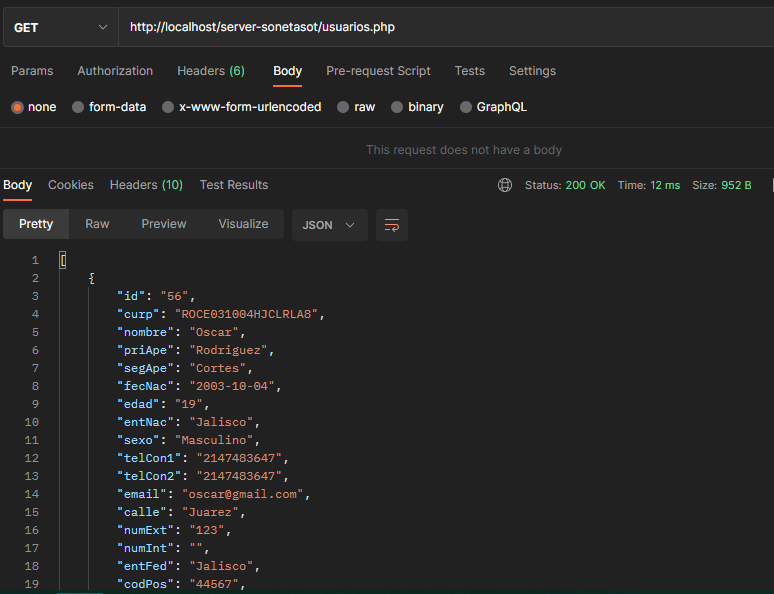 GET http://localhost/server-sonetasot/usuarios.php
Params Authorization Headers (6) Body Pre-request Script Tests Settings
none form-data x-www-form-urlencoded raw binary GraphQL
This request does not have a body
Body Cookies Headers (10) Test Results Status: 200 OK Time: 12 ms Size: 952 B
Pretty Raw Preview Visualize JSON
1 [
2 {
3 "id": "56",
4 "curp": "ROCE031004HJCLRLA8",
5 "nombre": "Oscar",
6 "priApe": "Rodriguez",
7 "segApe": "Cortes",
8 "fecNac": "2003-10-04",
9 "edad": "19",
10 "entNac": "Jalisco",
11 "sexo": "Masculino",
12 "telCon1": "2147483647",
13 "telCon2": "2147483647",
14 "email": "oscar@gmail.com",
15 "calle": "Juarez",
16 "numExt": "123",
17 "numInt": "",
18 "entFed": "Jalisco",
19 "codPos": "44567",